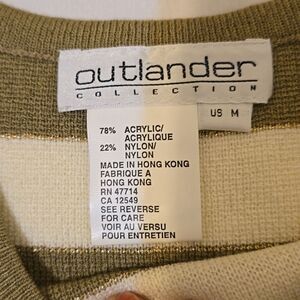 outlander
COLLECTION
US M
78% ACRYLIC/
ACRYLIQUE
22% NYLON/
NYLON
MADE IN HONG KONG
FABRIQUE A
HONG KONG
RN 47714
CA 12549
SEE REVERSE
FOR CARE
VOIR AU VERSU
POUR ENTRETIEN